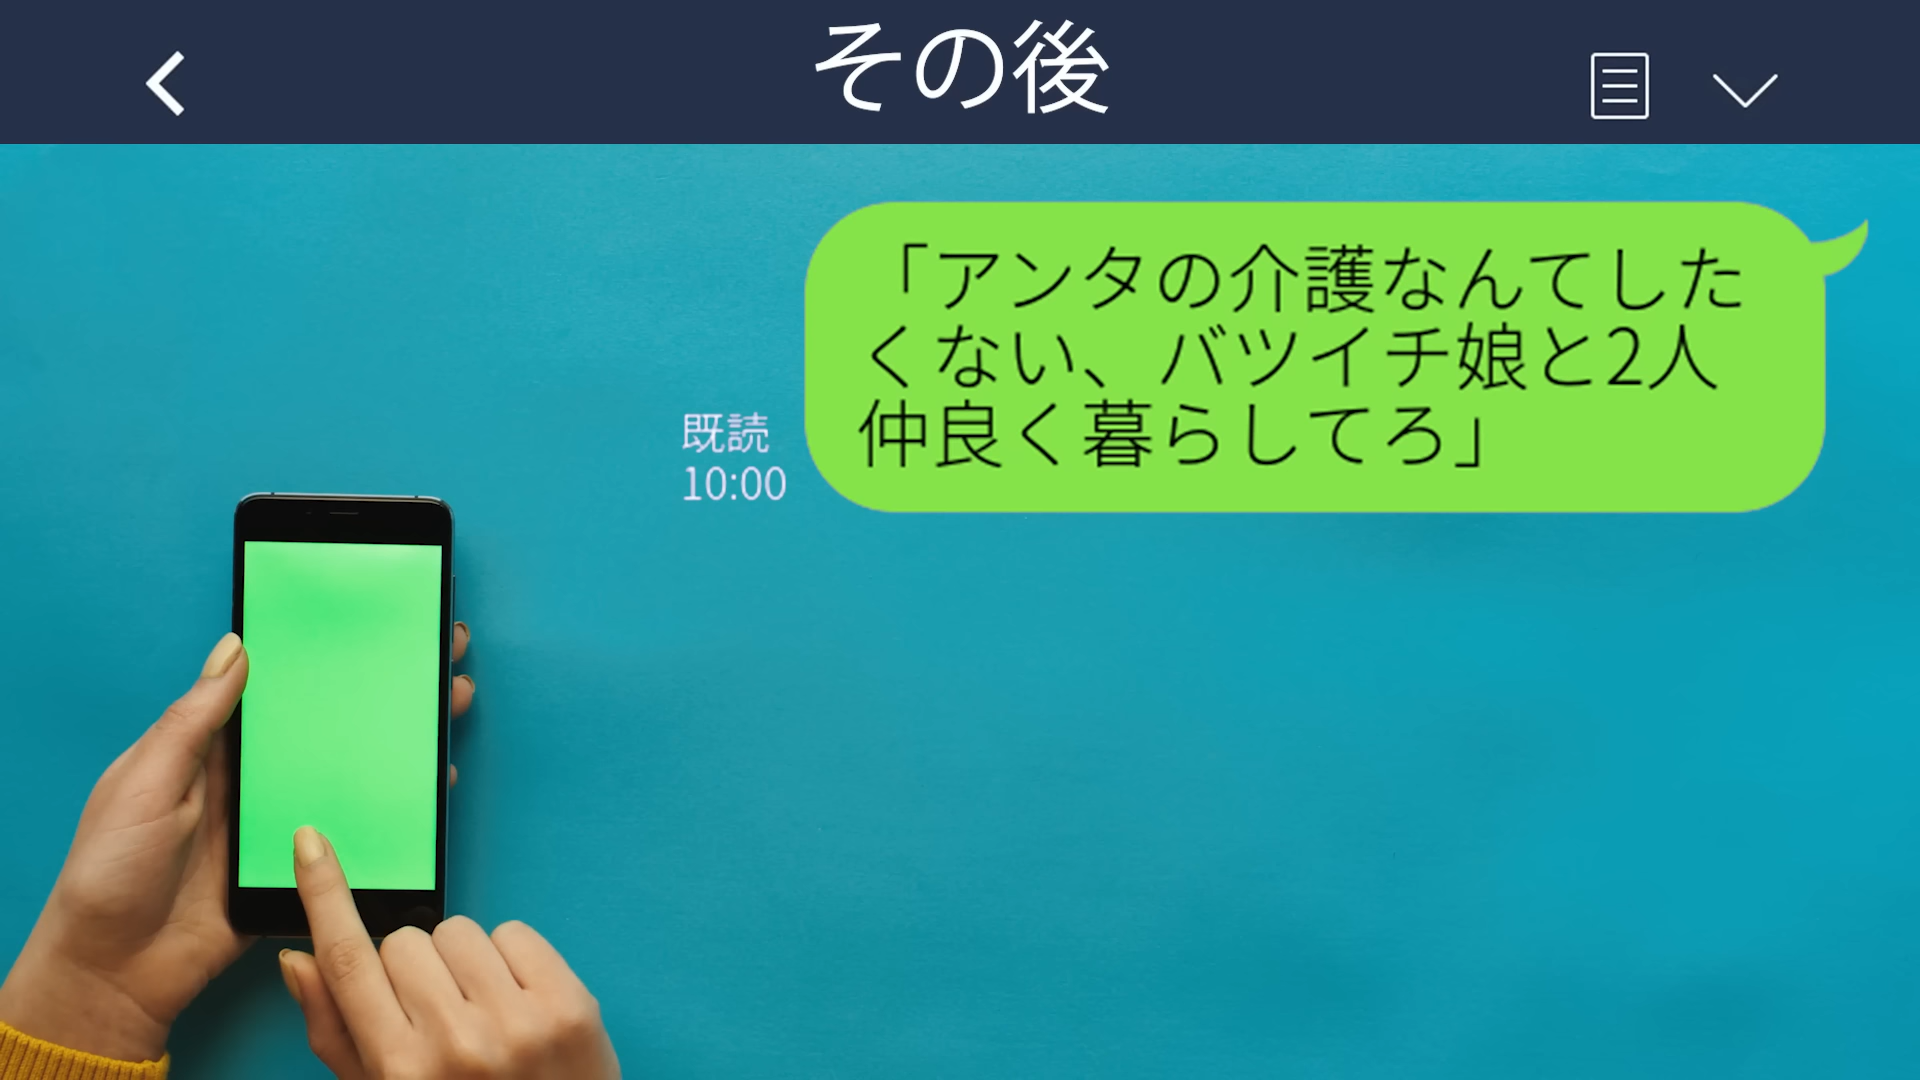 その後
「アンタの介護なんてした
くない、バツイチ娘と2人
仲良く暮らしてろ」
既読
10:00